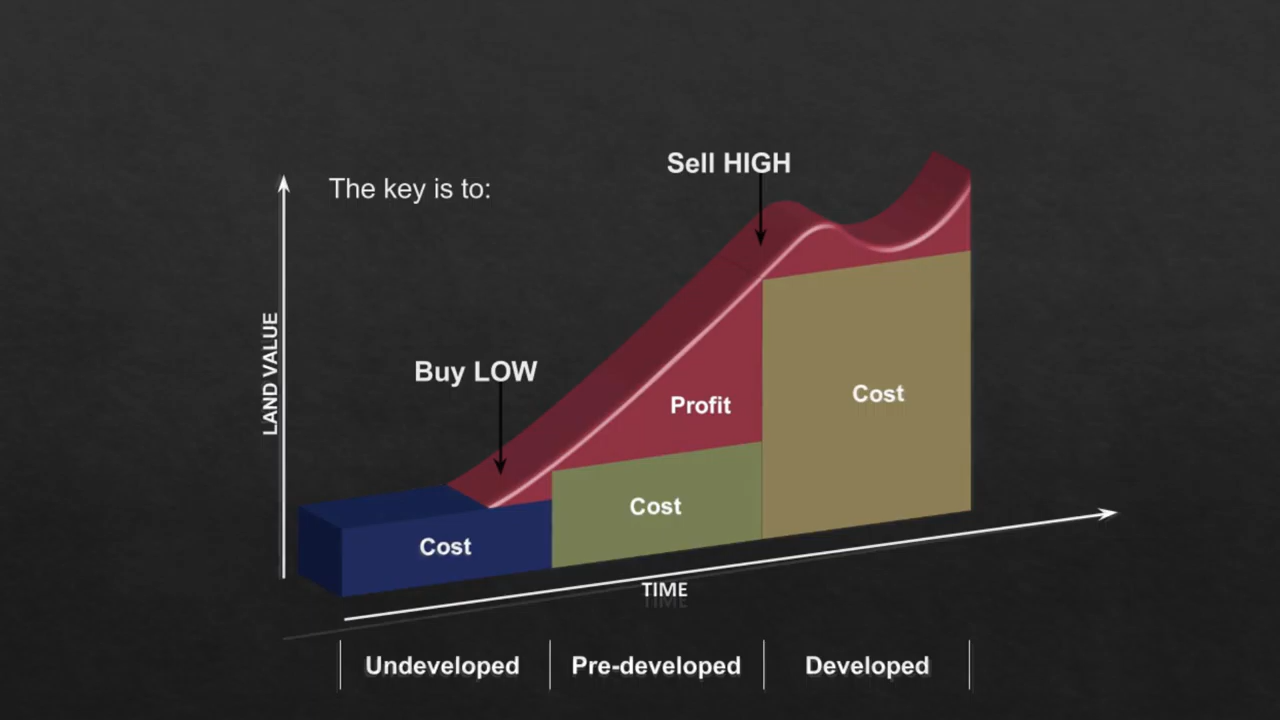 Sell HIGH
The key is to:
LAND VALUE
Buy LOW
Profit
Cost
Cost
Cost
TIME
Undeveloped
Pre-developed
Developed